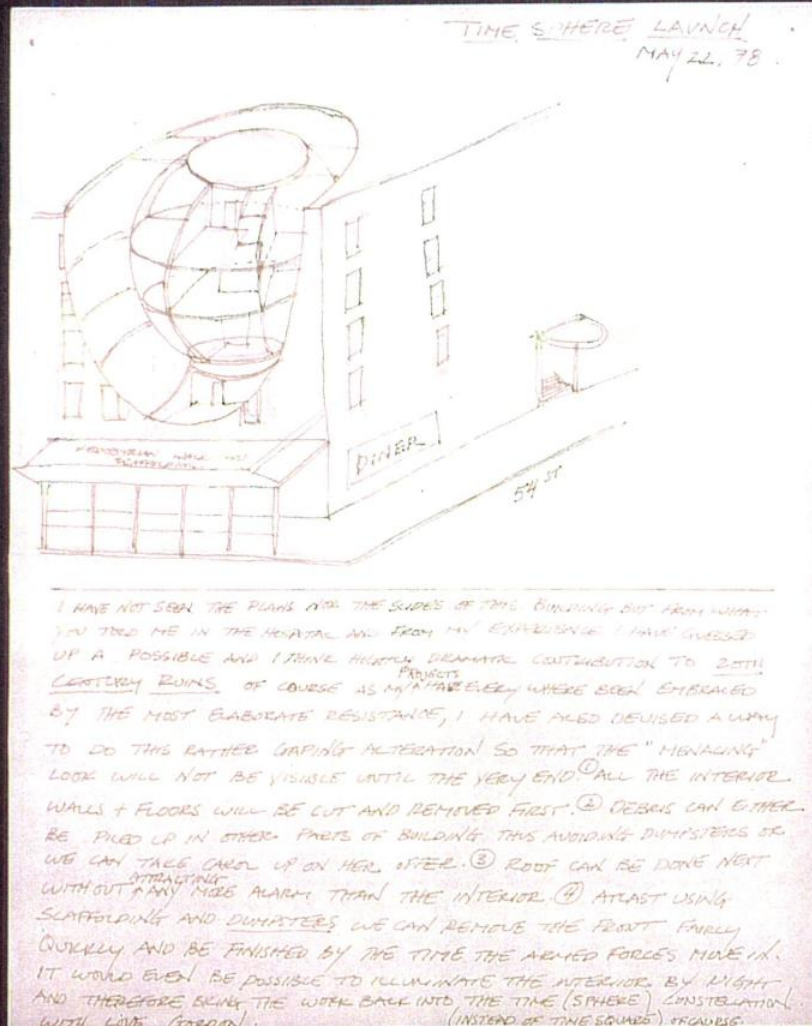 TIME SPHERE LAUNCH
MAY 22, 78.
PEDESTRIAN WALK
SCAFFOLDING
DINER
54 ST
I HAVE NOT SEEN THE PLANS NOR THE SLIDES OF THIS BUILDING BUT FROM WHAT
YOU TOLD ME IN THE HOSPITAL AND FROM MY EXPERIENCE I HAVE GUESSED
UP A POSSIBLE AND I THINK HIGHLY DRAMATIC CONTRIBUTION TO 20TH
CENTURY RUINS. OF COURSE AS MY PROJECTS HAVE EVERY WHERE BEEN EMBRACED
BY THE MOST ELABORATE RESISTANCE, I HAVE ALSO DEVISED A WAY
TO DO THIS RATHER GAPING ALTERATION SO THAT THE "MENACING"
LOOK WILL NOT BE VISIBLE UNTIL THE VERY END ① ALL THE INTERIOR
WALLS + FLOORS WILL BE CUT AND REMOVED FIRST. ② DEBRIS CAN EITHER
BE PILED UP IN OTHER PARTS OF BUILDING THUS AVOIDING DUMPSTERS OR
WE CAN TAKE CAROL UP ON HER OFFER. ③ ROOF CAN BE DONE NEXT
WITHOUT ATTRACTING ANY MORE ALARM THAN THE INTERIOR. ④ ATLAST USING
SCAFFOLDING AND DUMPSTERS WE CAN REMOVE THE FRONT FAIRLY
QUICKLY AND BE FINISHED BY THE TIME THE ARMED FORCES MOVE IN.
IT WOULD EVEN BE POSSIBLE TO ILLUMINATE THE INTERIOR BY NIGHT
AND THEREFORE BRING THE WORK BACK INTO THE TIME (SPHERE) CONSTELLATION
WITH LOVE GORDON. (INSTEAD OF TIME SQUARE) OF COURSE.